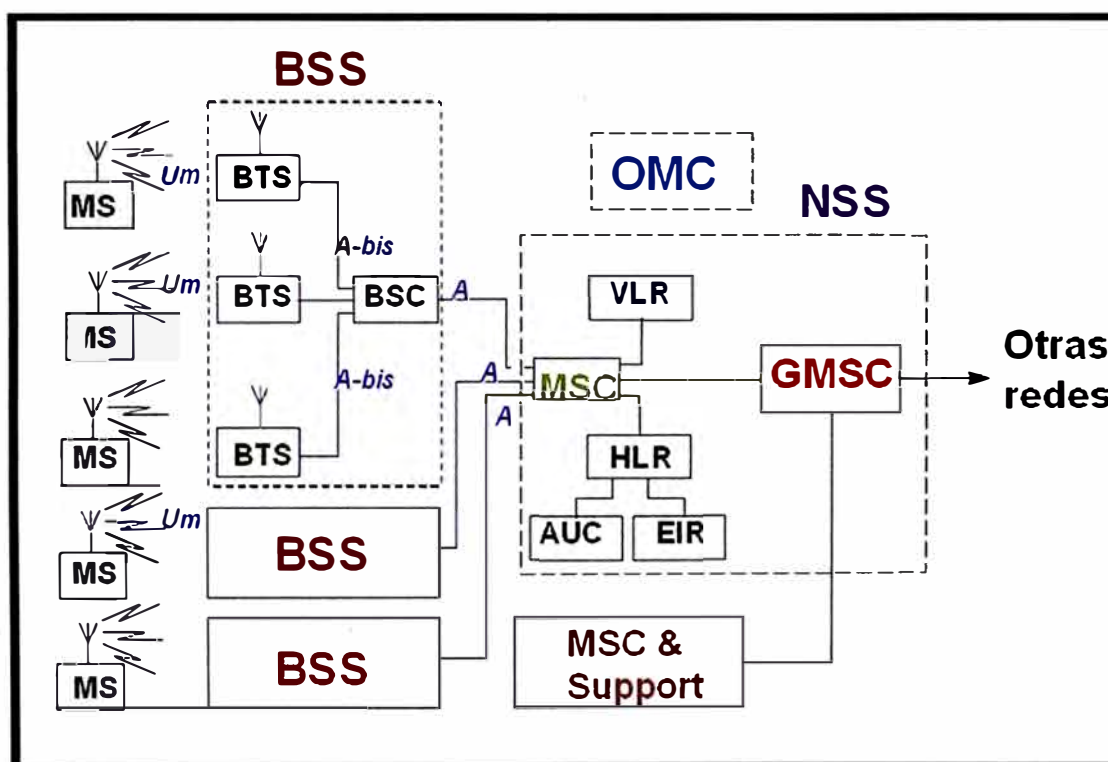 BSS
OMC
NSS
MS
Um
BTS
A-bis
MS
Um
BTS
BSC
A
VLR
Otras
redes
MSC
GMSC
A
A
A-bis
MS
BTS
HLR
AUC
EIR
MS
Um
BSS
MS
BSS
MSC &
Support